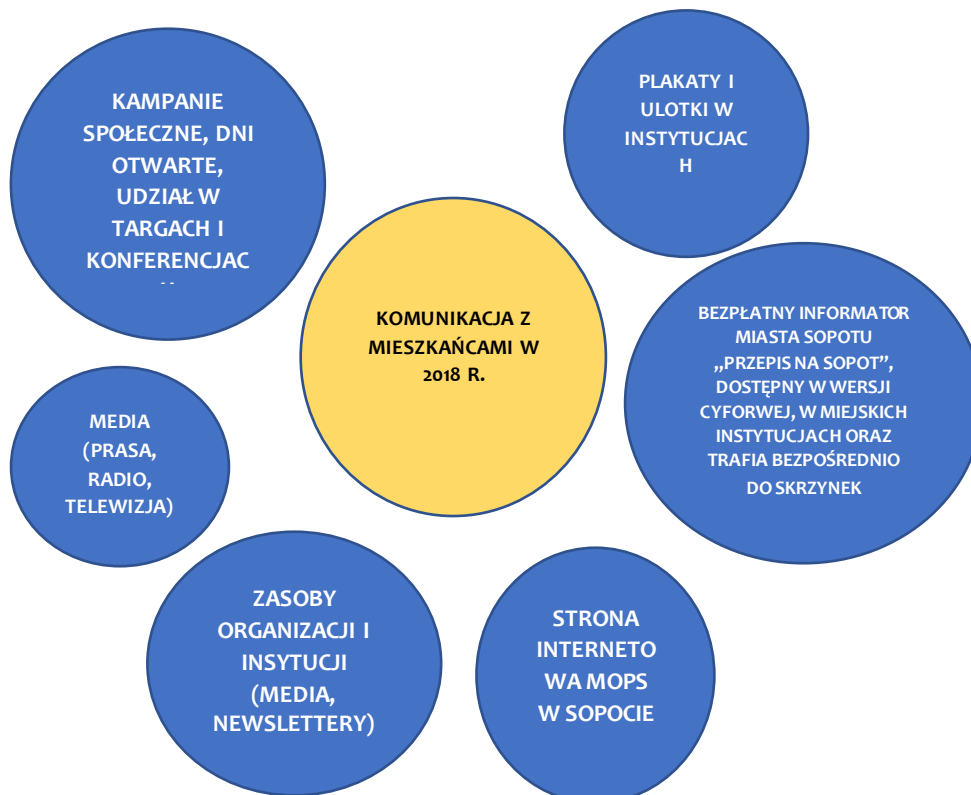 KAMPANIE
SPOŁECZNE, DNI
OTWARTE,
UDZIAŁ W
TARGACH I
KONFERENCJAC
PLAKATY I
ULOTKI W
INSTYTUCJAC
H
KOMUNIKACJA Z
MIESZKAŃCAMI W
2018 R.
BEZPŁATNY INFORMATOR
MIASTA SOPOTU
„PRZEPIS NA SOPOT”,
DOSTĘPNY W WERSJI
CYFORWEJ, W MIEJSKICH
INSTYTUCJACH ORAZ
TRAFIA BEZPOŚREDNIO
DO SKRZYNEK
MEDIA
(PRASA,
RADIO,
TELEWIZJA)
ZASOBY
ORGANIZACJI I
INSYTUCJI
(MEDIA,
NEWSLETTERY)
STRONA
INTERNETO
WA MOPS
W SOPOCIE